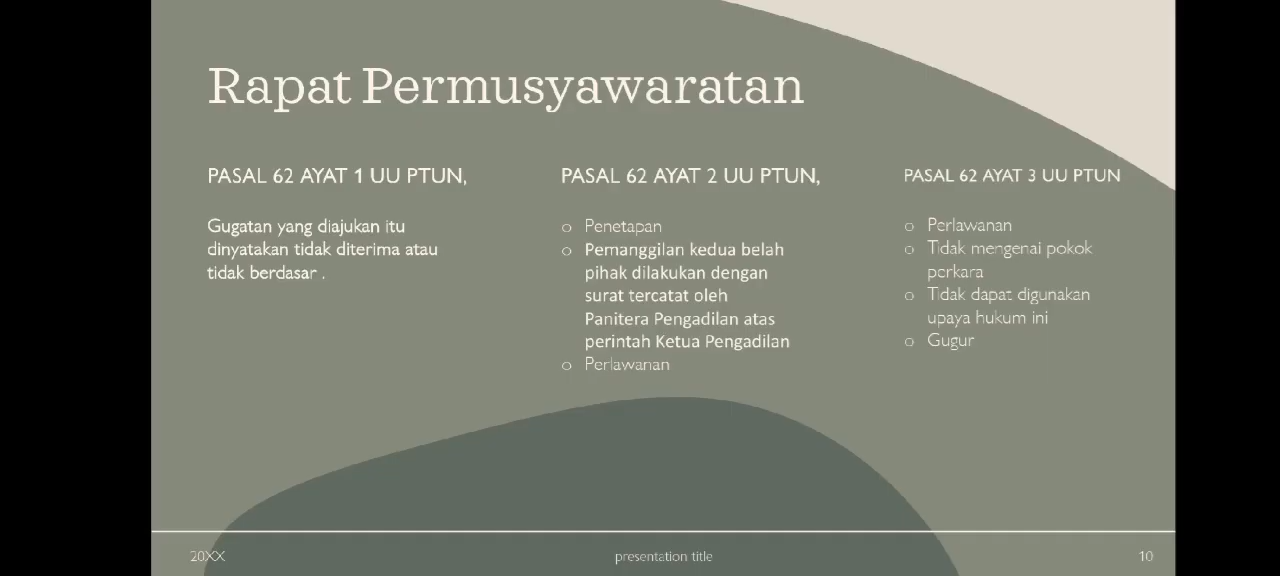 Rapat Permusyawaratan
PASAL 62 AYAT 1 UU PTUN,
Gugatan yang diajukan itu
dinyatakan tidak diterima atau
tidak berdasar .
PASAL 62 AYAT 2 UU PTUN,
o Penetapan
o Pemanggilan kedua belah
pihak dilakukan dengan
surat tercatat oleh
Panitera Pengadilan atas
perintah Ketua Pengadilan
o Perlawanan
PASAL 62 AYAT 3 UU PTUN
o Perlawanan
o Tidak mengenai pokok
perkara
o Tidak dapat digunakan
upaya hukum ini
o Gugur
20XX
presentation title
10